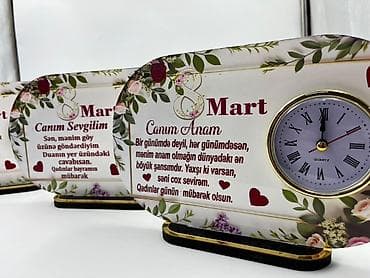 8 Mart
Canım Sevgilim
Sən, mənim göy
üzünə göndərdiyim
Duanın yer üzündəki
cavabısan.
Qadınlar bayramın
mübarək
8 Mart
Canım Anam
Bir günümdə deyil, hər günümdəsən,
mənim anam olmağın dünyadakı ən
böyük şansımdır. Yaxşı ki varsan,
səni cox sevirəm.
Qadınlar günün mübarək olsun.
QUARTZ